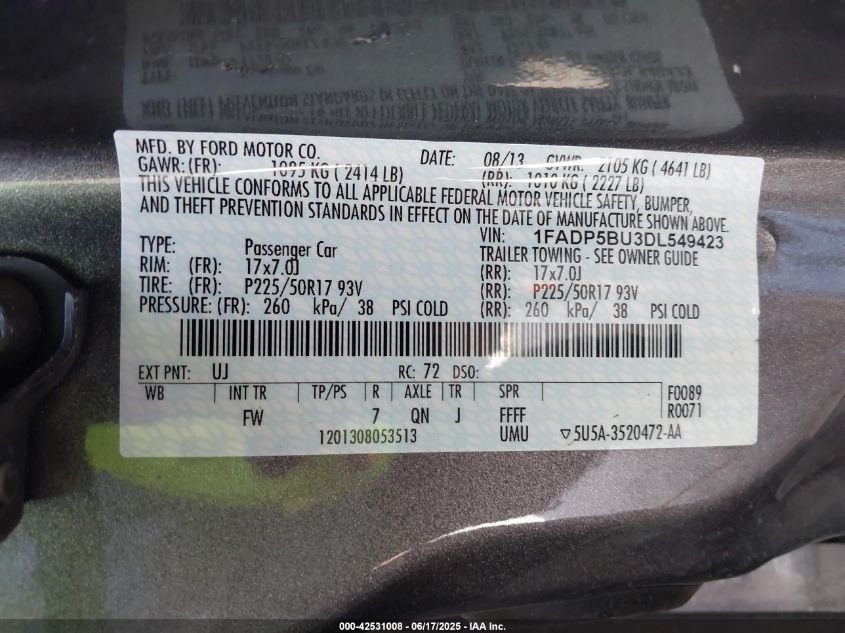 MFD. BY FORD MOTOR CO. DATE: 08/13 GVWR: 2105 KG ( 4641 LB)
GAWR: (FR): 1095 KG ( 2414 LB) (RR): 1010 KG ( 2227 LB)
THIS VEHICLE CONFORMS TO ALL APPLICABLE FEDERAL MOTOR VEHICLE SAFETY, BUMPER,
AND THEFT PREVENTION STANDARDS IN EFFECT ON THE DATE OF MANUFACTURE SHOWN ABOVE.
VIN: 1FADP5BU3DL549423
TYPE: Passenger Car TRAILER TOWING - SEE OWNER GUIDE
RIM: (FR): 17x7.0J (RR): 17x7.0J
TIRE: (FR): P225/50R17 93V (RR): P225/50R17 93V
PRESSURE: (FR): 260 kPa/ 38 PSI COLD (RR): 260 kPa/ 38 PSI COLD
EXT PNT: UJ RC: 72 DSO:
WB INT TR TP/PS R AXLE TR SPR F0089
FW 7 QN J FFFF R0071
1201308053513 UMU ▽5U5A-3520472-AA
000-42531008 - 06/17/2025 - IAA Inc.